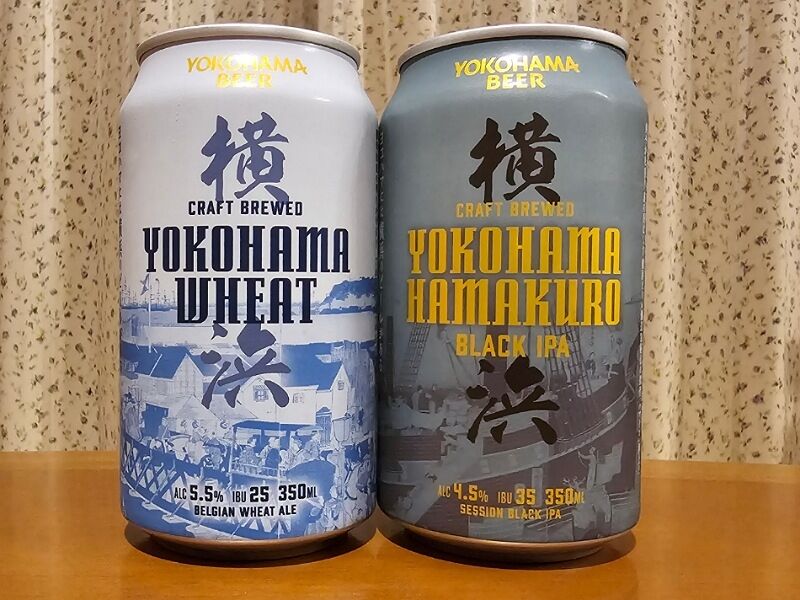 YOKOHAMA
BEER
横
CRAFT BREWED
YOKOHAMA
WHEAT
浜
ALC 5.5% IBU 25 350ML
BELGIAN WHEAT ALE
YOKOHAMA
BEER
横
CRAFT BREWED
YOKOHAMA
HAMAKURO
BLACK IPA
浜
ALC 4.5% IBU 35 350ML
SESSION BLACK IPA